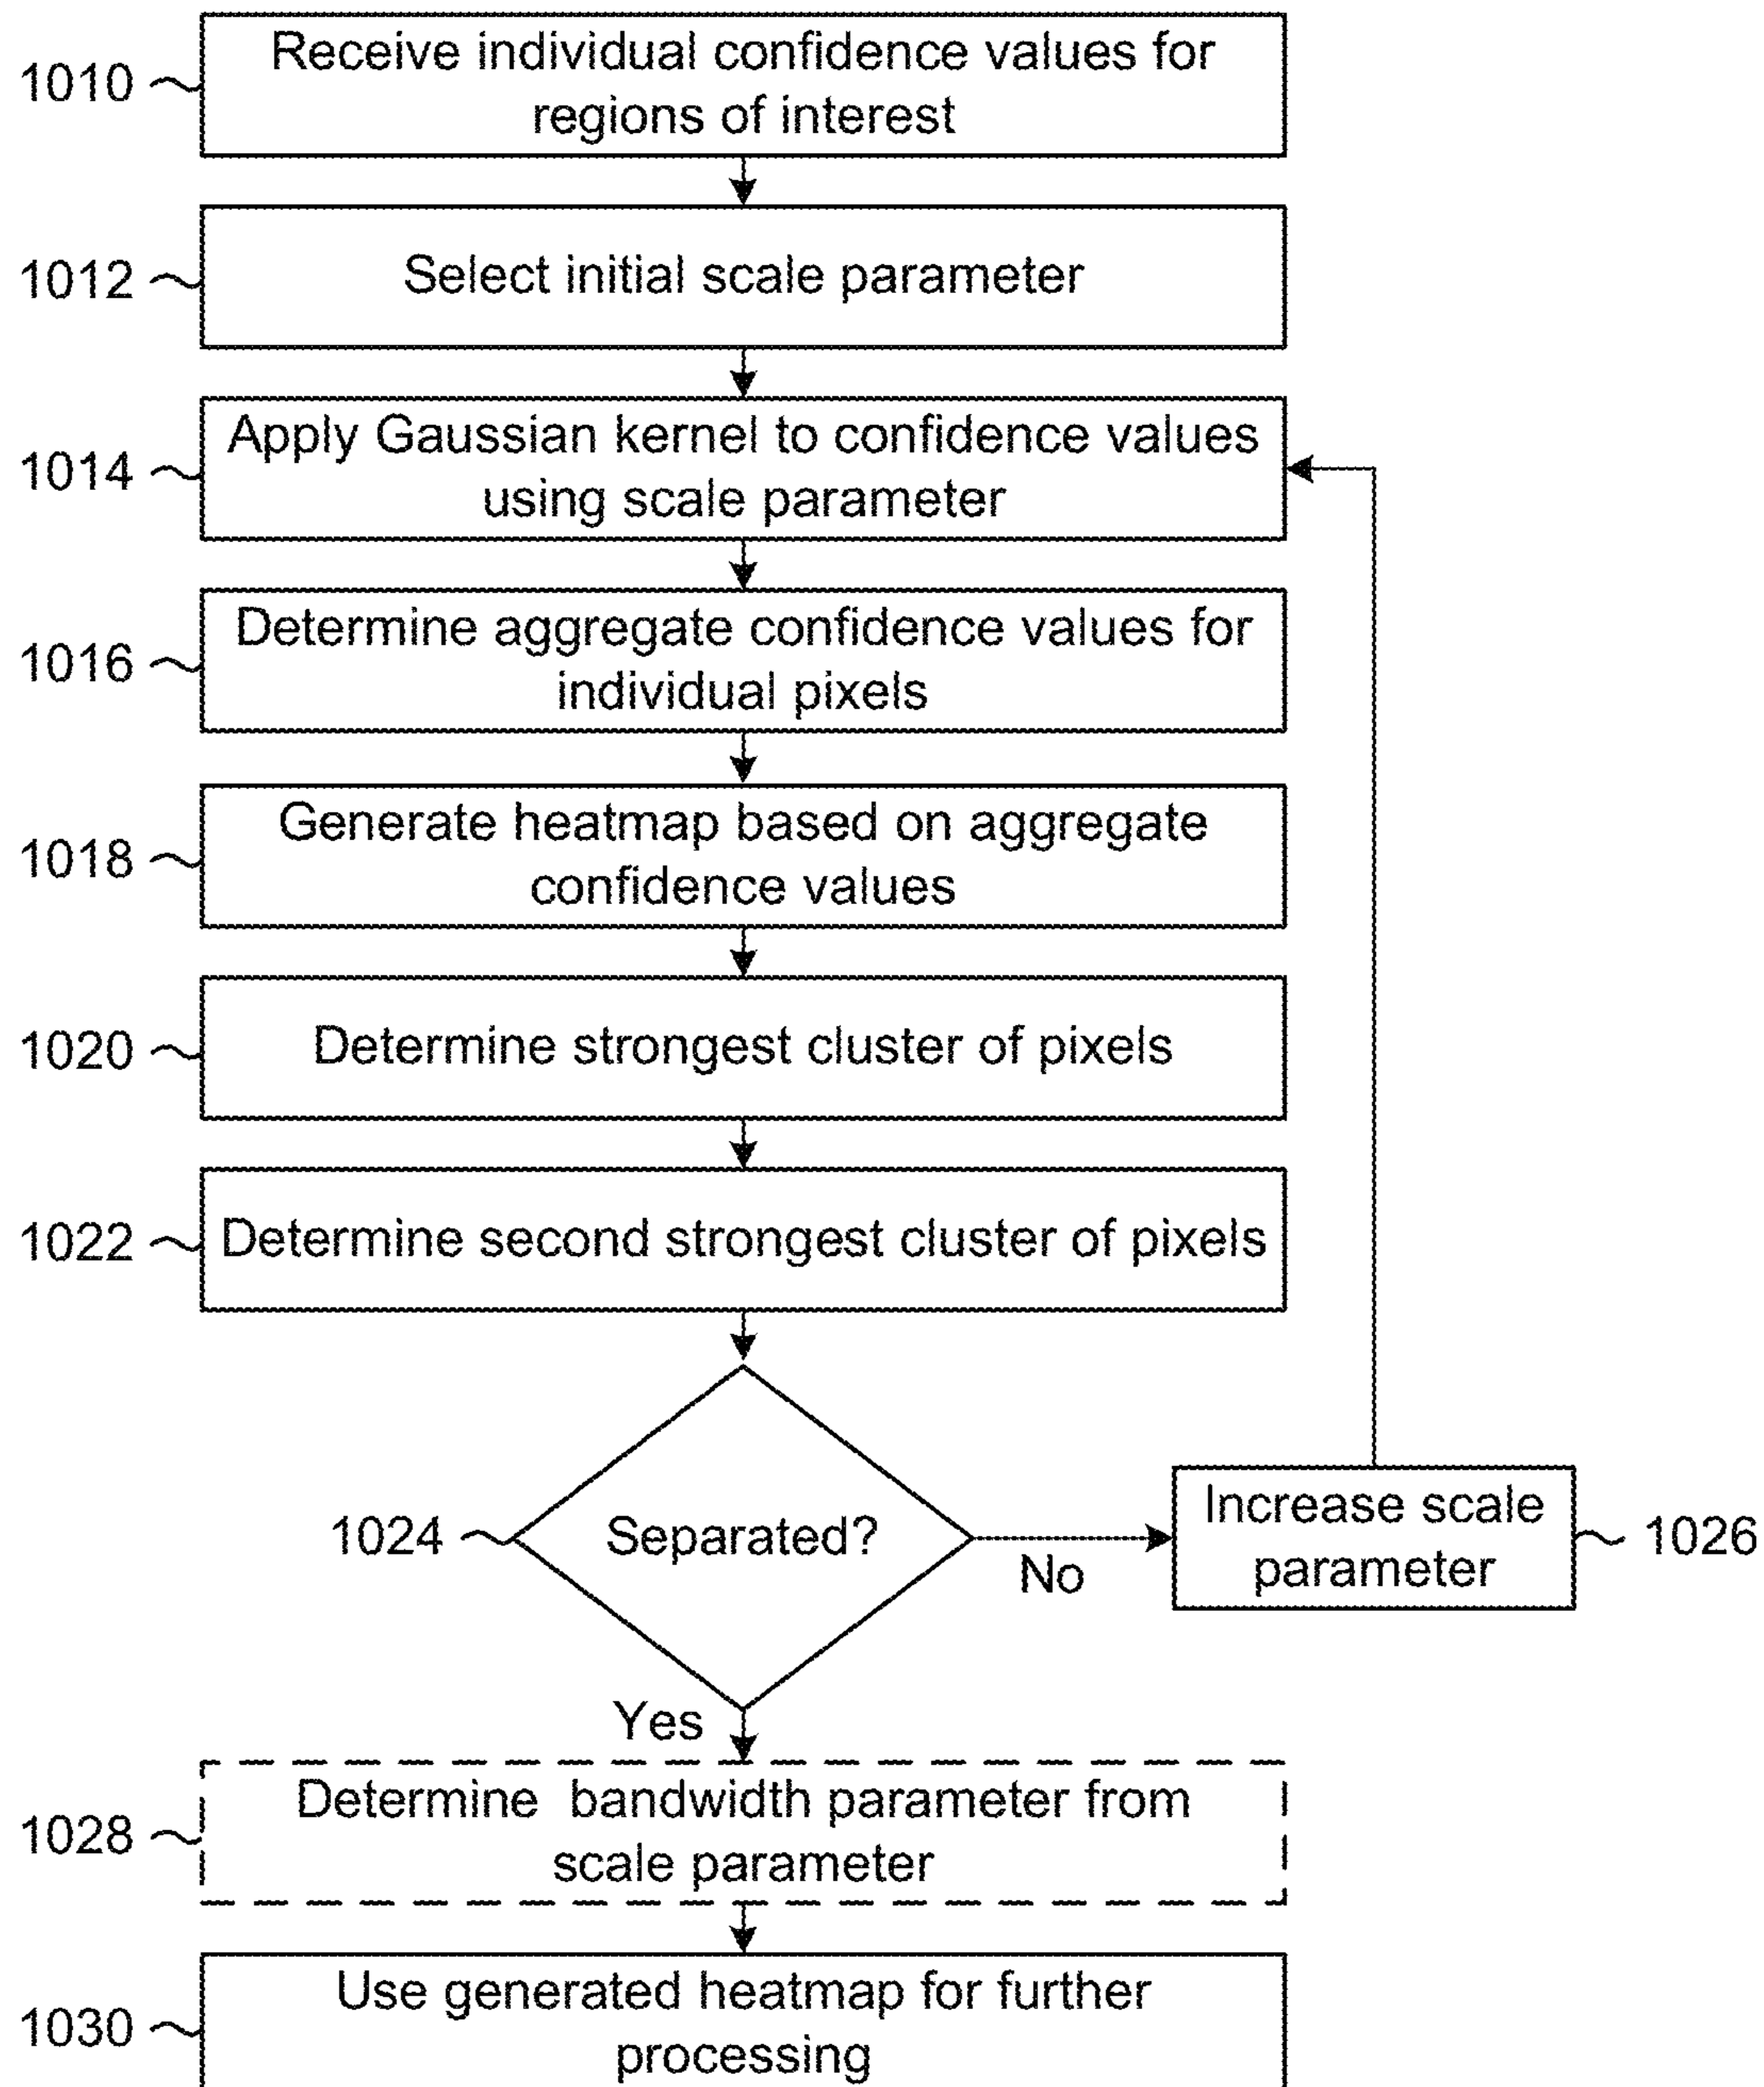 1010
Receive individual confidence values for
regions of interest
1012
Select initial scale parameter
1014
Apply Gaussian kernel to confidence values
using scale parameter
1016
Determine aggregate confidence values for
individual pixels
1018
Generate heatmap based on aggregate
confidence values
1020
Determine strongest cluster of pixels
1022
Determine second strongest cluster of pixels
1024
Separated?
No
Increase scale
parameter
1026
Yes
1028
Determine bandwidth parameter from
scale parameter
1030
Use generated heatmap for further
processing